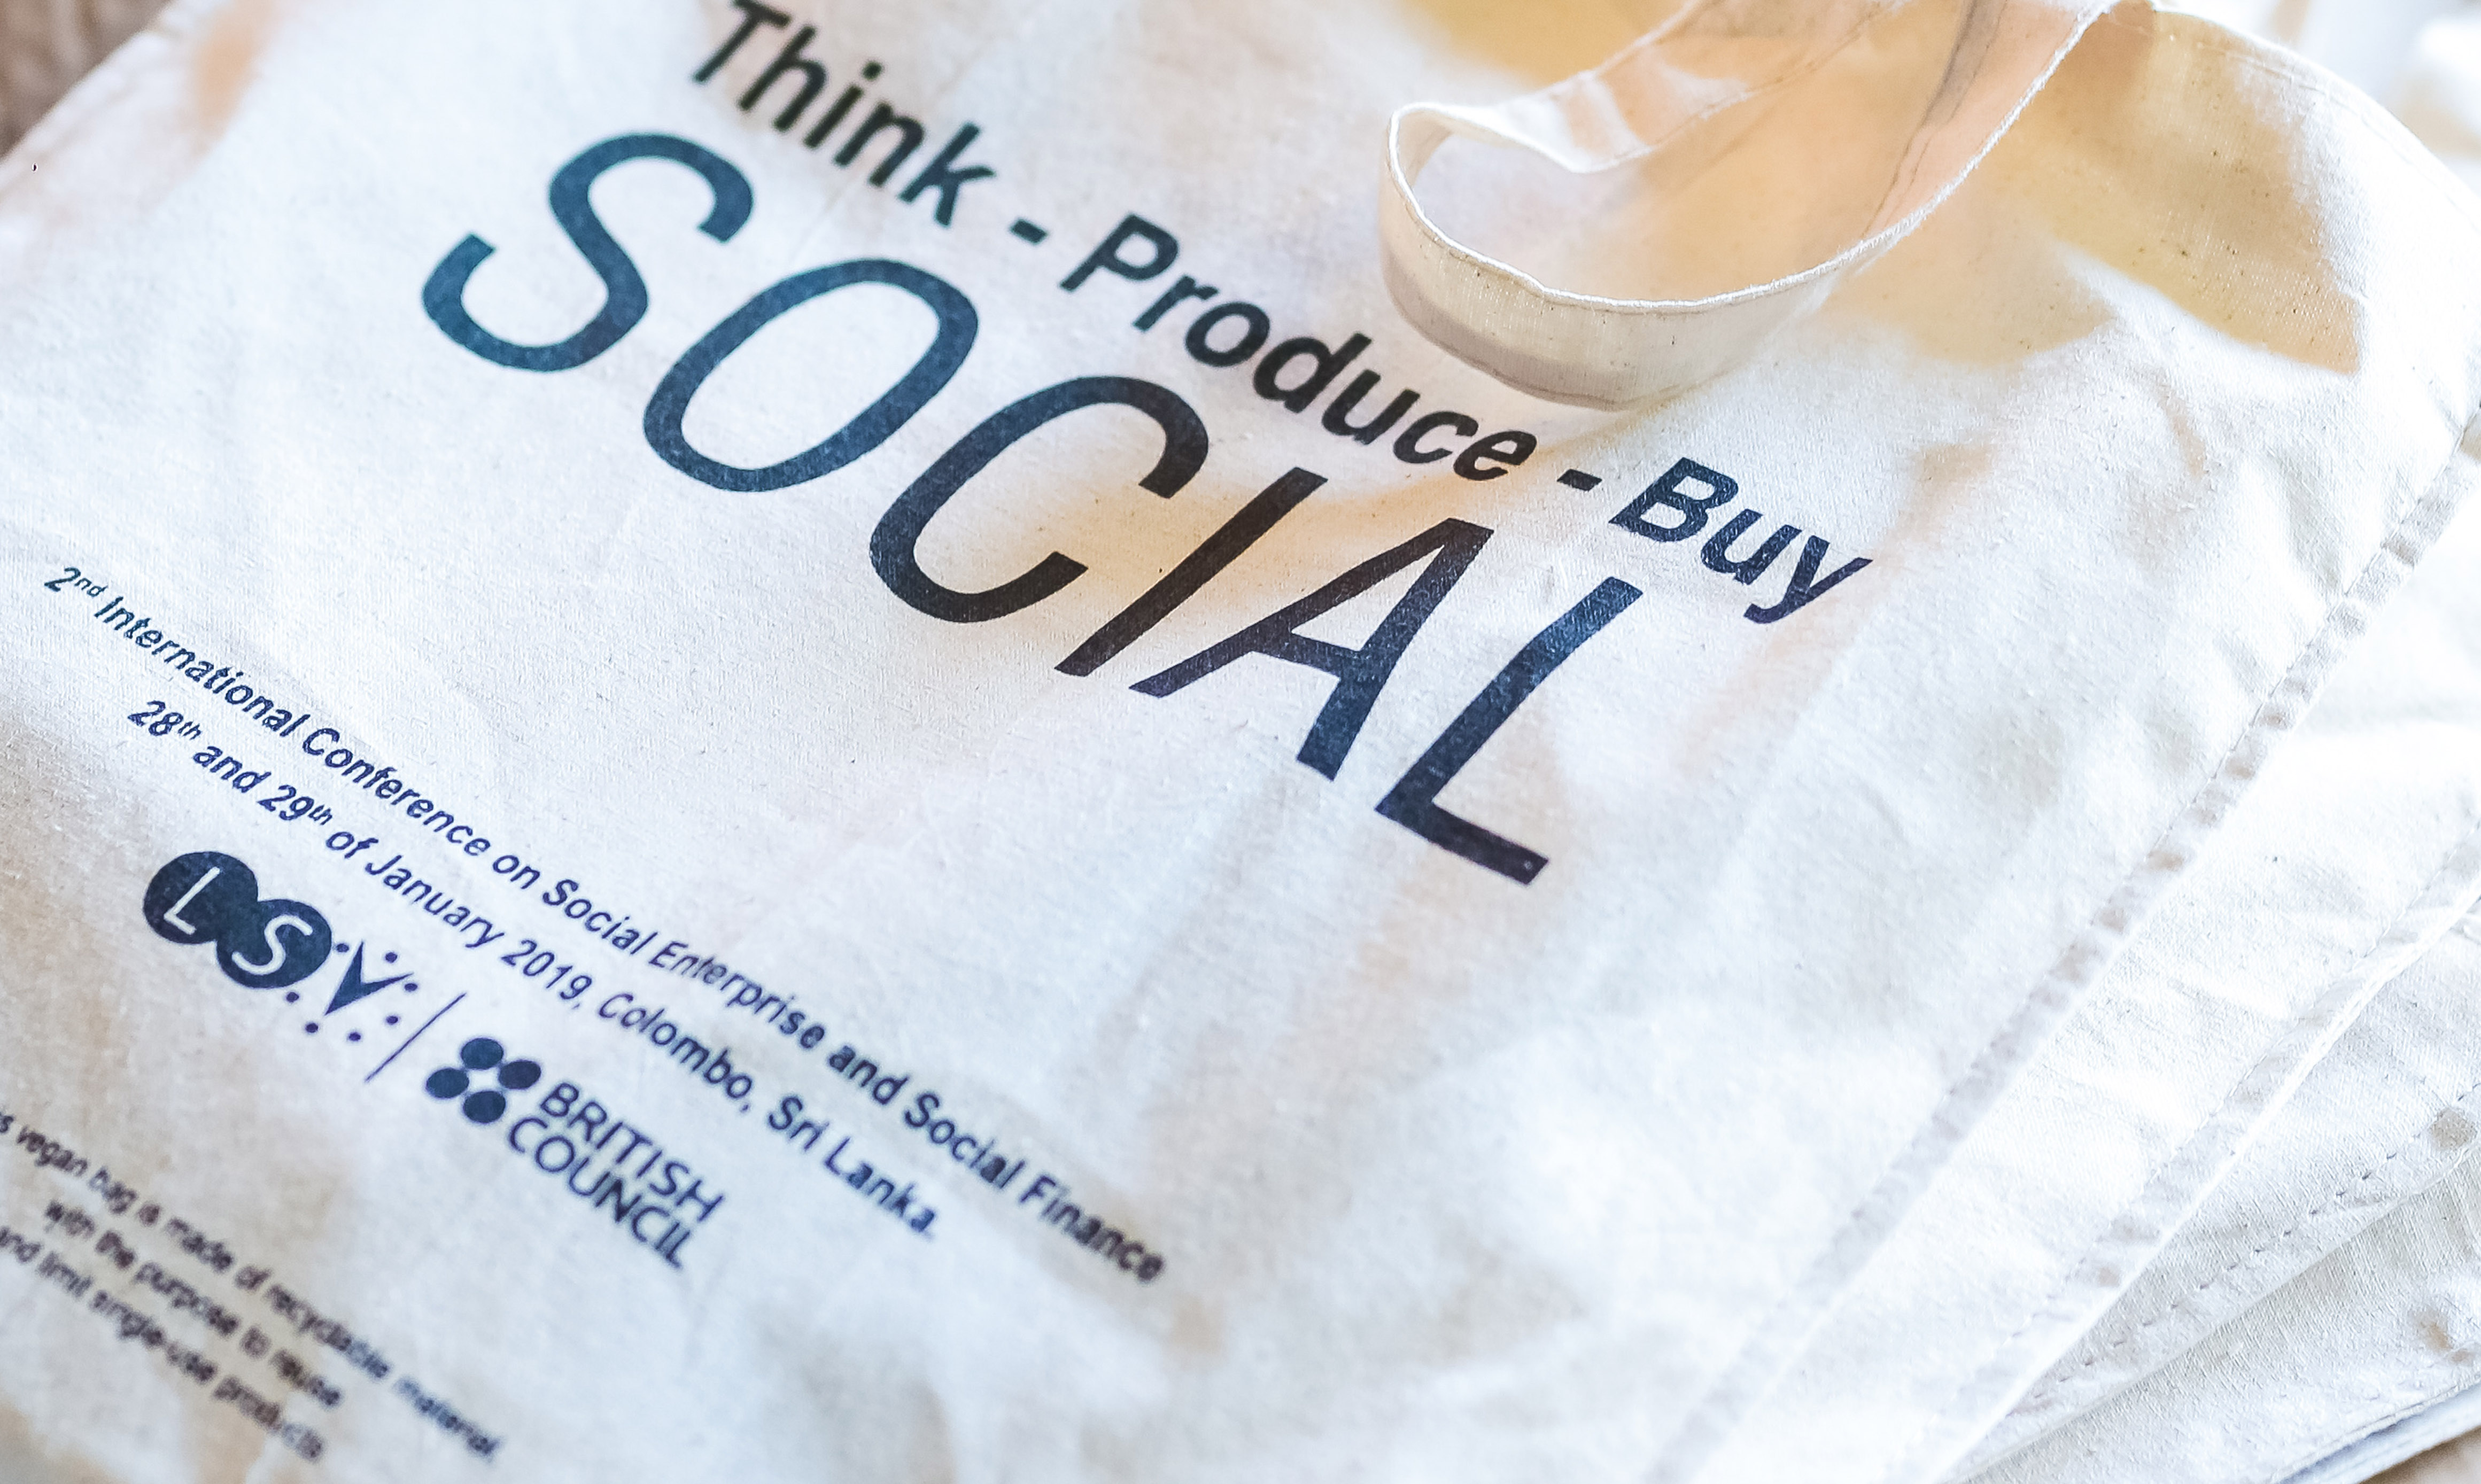 Think - Produce - Buy
SOCIAL
2nd International Conference on Social Enterprise and Social Finance
28th and 29th of January 2019, Colombo, Sri Lanka.
LSV
BRITISH
COUNCIL
vegan bag is made of recyclable material
with the purpose to reuse
and limit single-use products